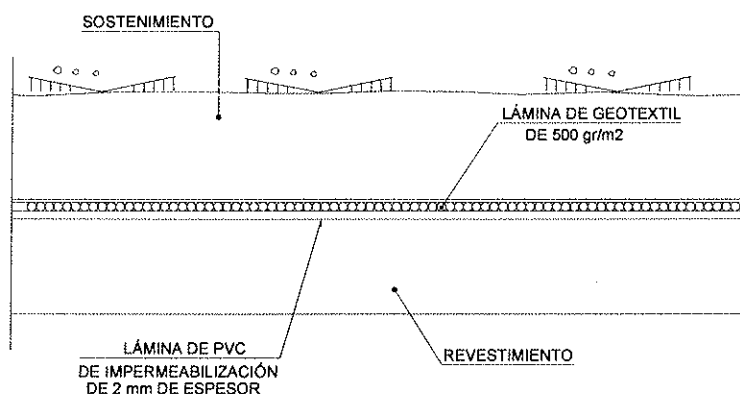 SOSTENIMIENTO
LÁMINA DE GEOTEXTIL
DE 500 gr/m2
LÁMINA DE PVC
DE IMPERMEABILIZACIÓN
DE 2 mm DE ESPESOR
REVESTIMIENTO